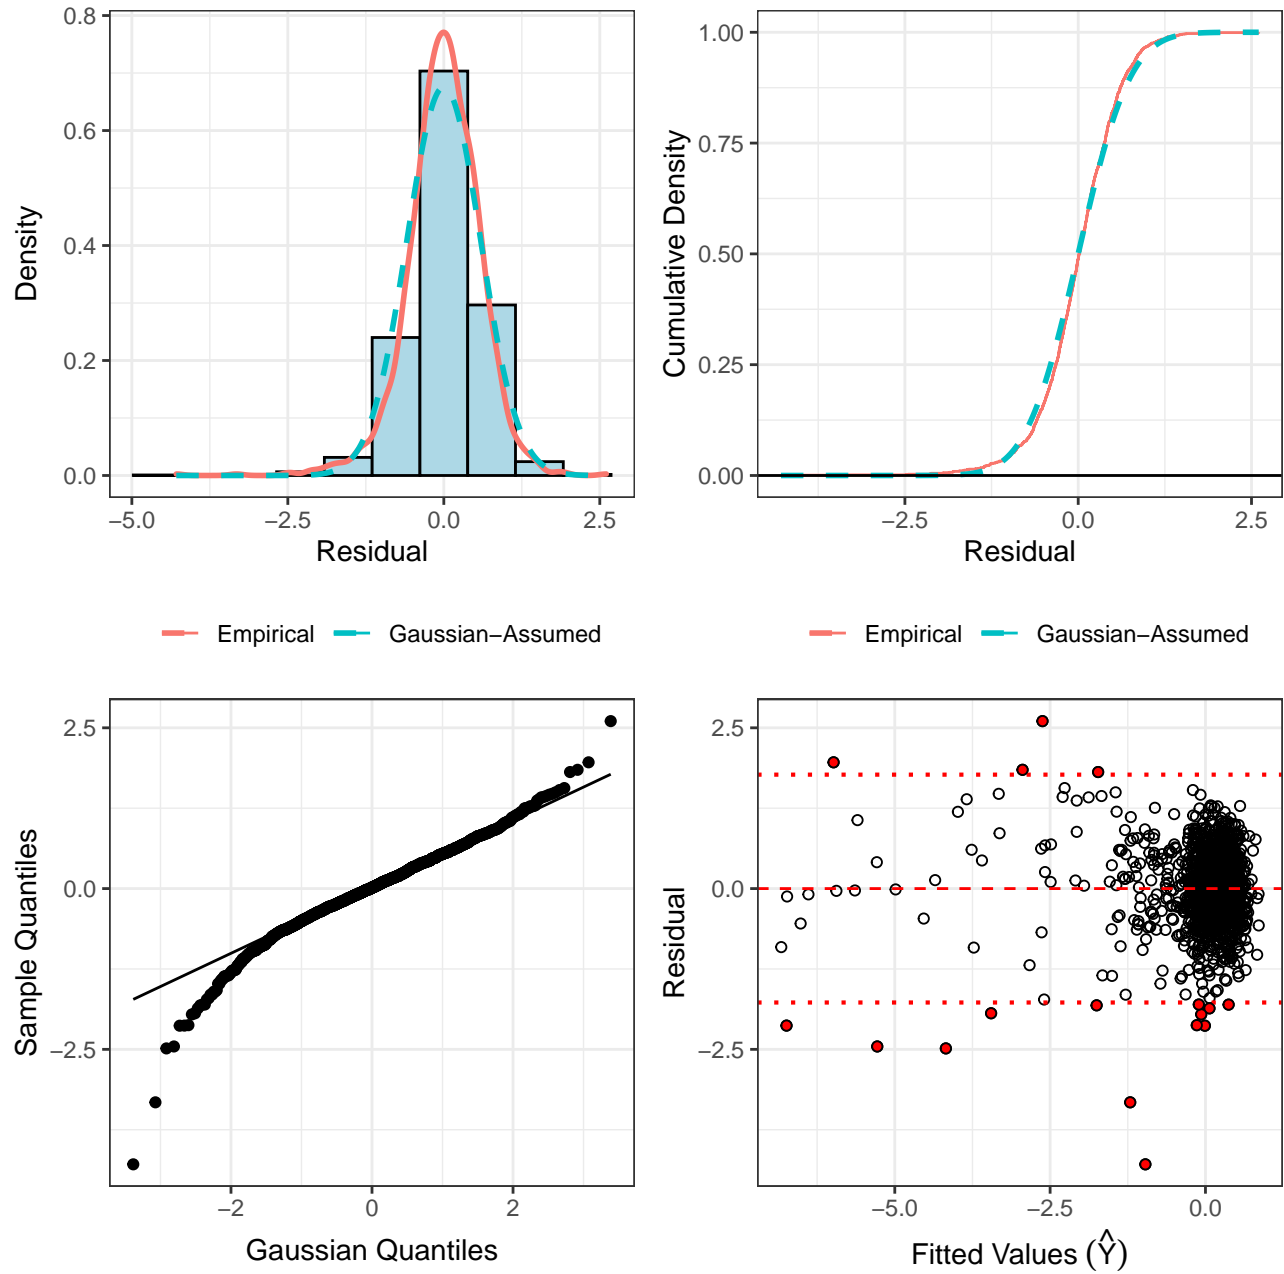 0.8
0.6
0.4
0.2
0.0
Density
−5.0 −2.5 0.0 2.5
Residual
1.00
0.75
0.50
0.25
0.00
Cumulative Density
−2.5 0.0 2.5
Residual
Empirical Gaussian−Assumed
Empirical Gaussian−Assumed
2.5
0.0
−2.5
Sample Quantiles
−2 0 2
Gaussian Quantiles
2.5
0.0
−2.5
Residual
−5.0 −2.5 0.0
Fitted Values (Ŷ)